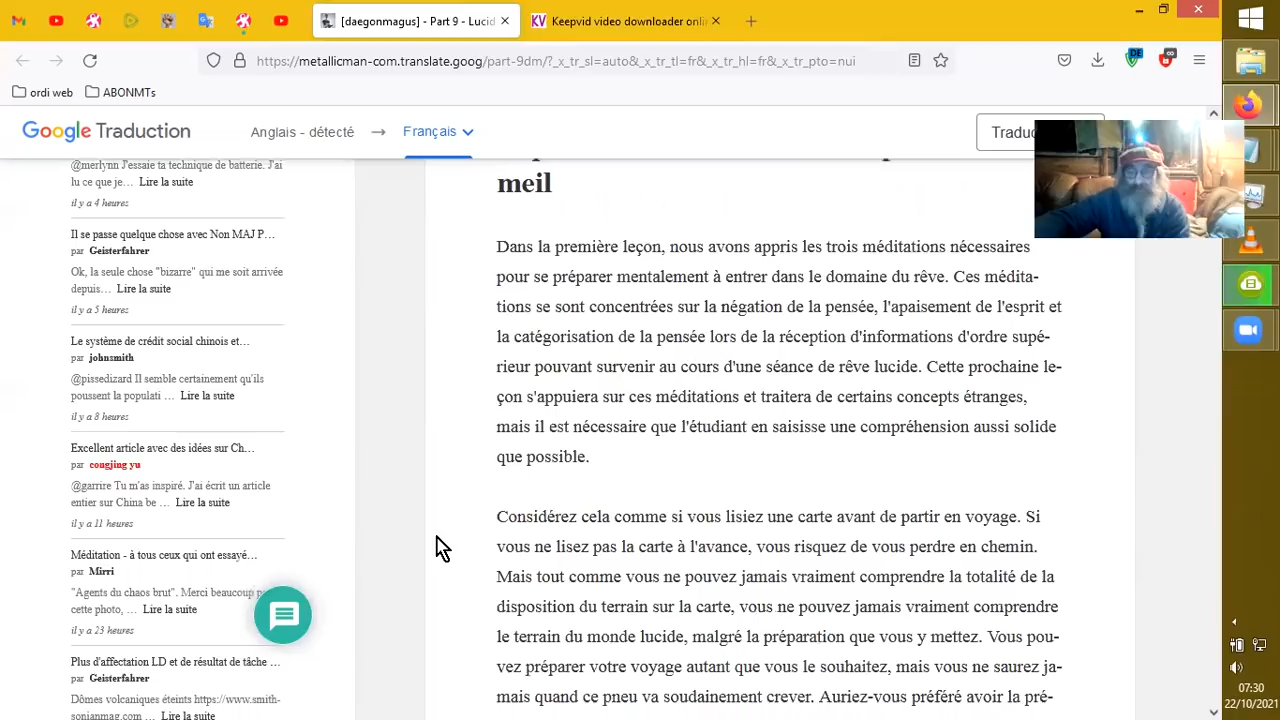 [daegonmagus] - Part 9 - Lucid
Keepvid video downloader onli
https://metallicman-com.translate.goog/part-9dm/?_x_tr_sl=auto&_x_tr_tl=fr&_x_tr_hl=fr&_x_tr_pto=nui
DE
ordi web
ABONMTs
Google Traduction
Anglais - détecté
Français
Traduc
@merlynn J'essaie ta technique de batterie. J'ai
lu ce que je… Lire la suite
il y a 4 heures
Il se passe quelque chose avec Non MAJ P…
par Geisterfahrer
Ok, la seule chose "bizarre" qui me soit arrivée
depuis… Lire la suite
il y a 5 heures
Le système de crédit social chinois et…
par johnsmith
@pissedizard Il semble certainement qu'ils
poussent la populati … Lire la suite
il y a 8 heures
Excellent article avec des idées sur Ch…
par congjing yu
@garrire Tu m'as inspiré. J'ai écrit un article
entier sur China be … Lire la suite
il y a 11 heures
Méditation - à tous ceux qui ont essayé…
par Mirri
"Agents du chaos brut". Merci beaucoup
cette photo, … Lire la suite
il y a 23 heures
Plus d'affectation LD et de résultat de tâche …
par Geisterfahrer
Dômes volcaniques éteints https://www.smith-
sonianmag.com … Lire la suite
meil
Dans la première leçon, nous avons appris les trois méditations nécessaires
pour se préparer mentalement à entrer dans le domaine du rêve. Ces médita-
tions se sont concentrées sur la négation de la pensée, l'apaisement de l'esprit et
la catégorisation de la pensée lors de la réception d'informations d'ordre supé-
rieur pouvant survenir au cours d'une séance de rêve lucide. Cette prochaine le-
çon s'appuiera sur ces méditations et traitera de certains concepts étranges,
mais il est nécessaire que l'étudiant en saisisse une compréhension aussi solide
que possible.
Considérez cela comme si vous lisiez une carte avant de partir en voyage. Si
vous ne lisez pas la carte à l'avance, vous risquez de vous perdre en chemin.
Mais tout comme vous ne pouvez jamais vraiment comprendre la totalité de la
disposition du terrain sur la carte, vous ne pouvez jamais vraiment comprendre
le terrain du monde lucide, malgré la préparation que vous y mettez. Vous pou-
vez préparer votre voyage autant que vous le souhaitez, mais vous ne saurez ja-
mais quand ce pneu va soudainement crever. Auriez-vous préféré avoir la pré-
07:30
22/10/2021